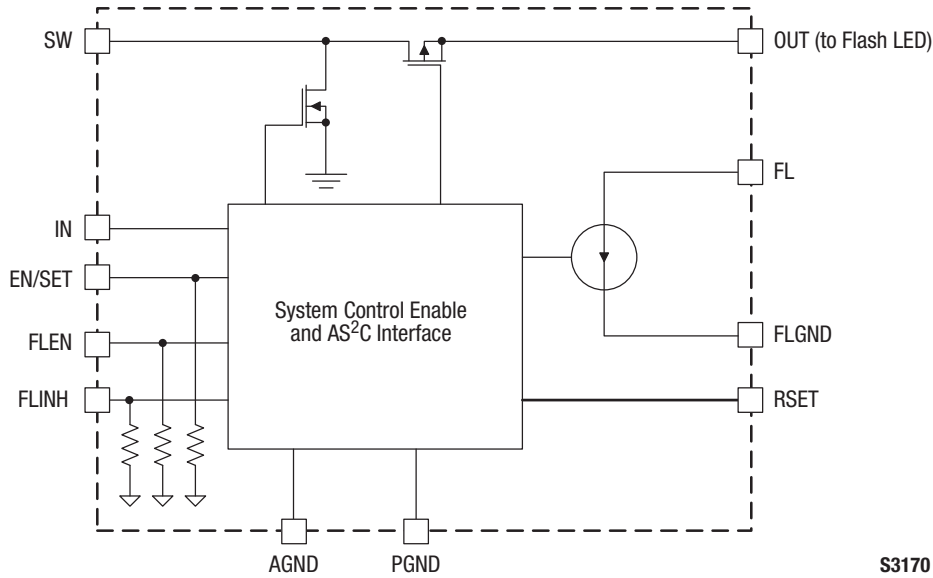 SW
OUT (to Flash LED)
FL
IN
EN/SET
System Control Enable
and AS²C Interface
FLEN
FLGND
FLINH
RSET
AGND
PGND
S3170